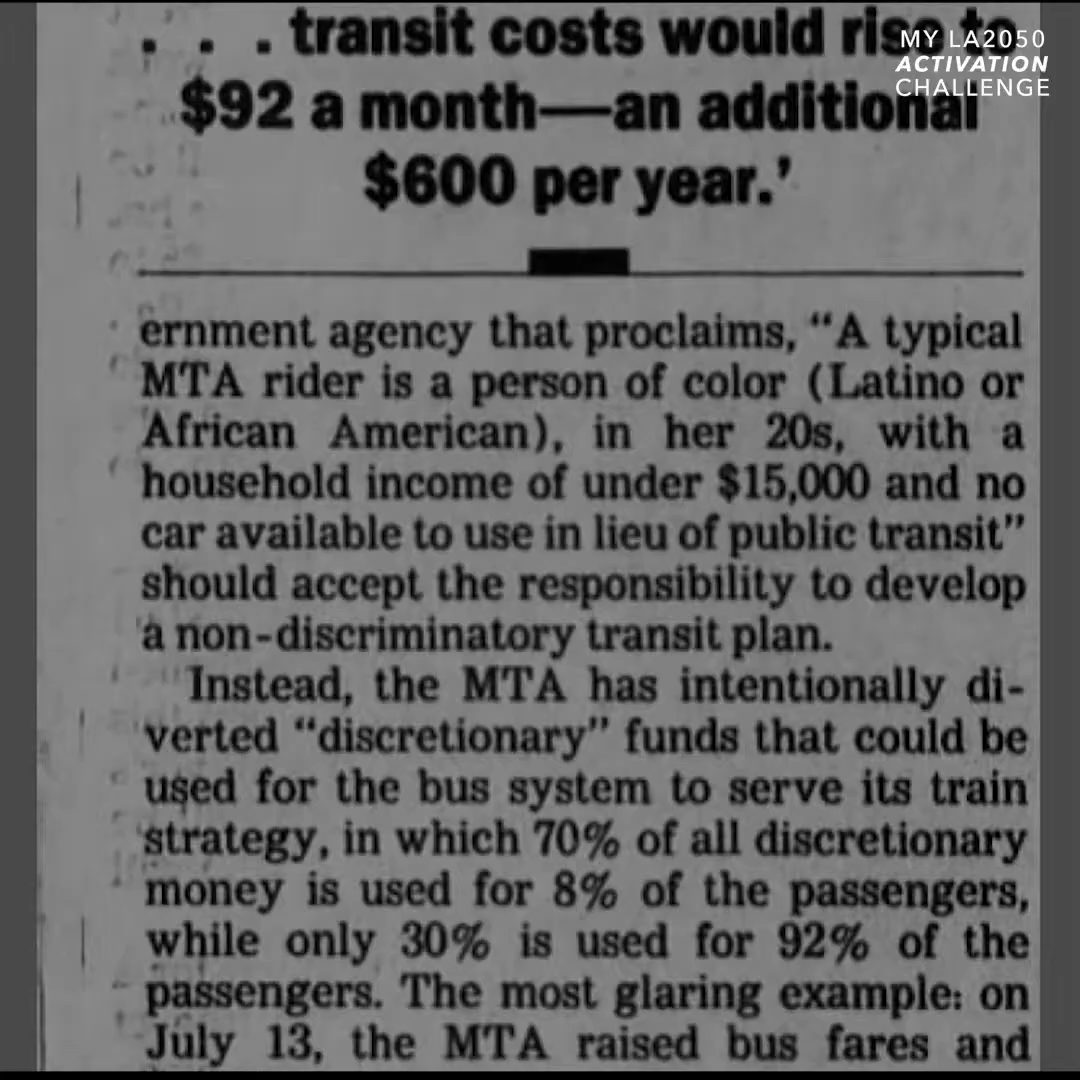 . . . transit costs would rise to
$92 a month—an additional
$600 per year.’
MY LA2050
ACTIVATION
CHALLENGE
ernment agency that proclaims, “A typical
MTA rider is a person of color (Latino or
African American), in her 20s, with a
household income of under $15,000 and no
car available to use in lieu of public transit”
should accept the responsibility to develop
a non-discriminatory transit plan.
Instead, the MTA has intentionally di-
verted “discretionary” funds that could be
used for the bus system to serve its train
strategy, in which 70% of all discretionary
money is used for 8% of the passengers,
while only 30% is used for 92% of the
passengers. The most glaring example: on
July 13, the MTA raised bus fares and